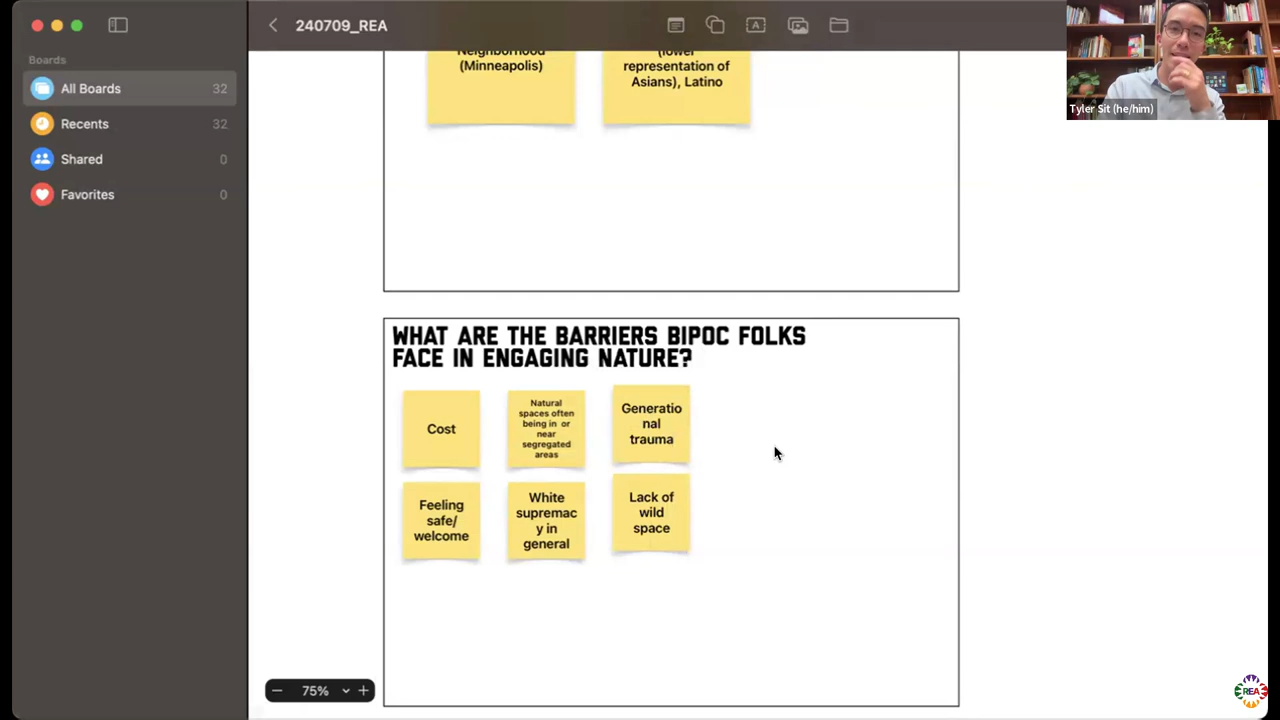 240709_REA
Boards
All Boards 32
Recents 32
Shared 0
Favorites 0
Neighborhood
(Minneapolis)
(lower
representation of
Asians), Latino
WHAT ARE THE BARRIERS BIPOC FOLKS
FACE IN ENGAGING NATURE?
Cost
Natural
spaces often
being in or
near
segregated
areas
Generatio
nal
trauma
Feeling
safe/
welcome
White
supremac
y in
general
Lack of
wild
space
75%
Tyler Sit (he/him)
REA